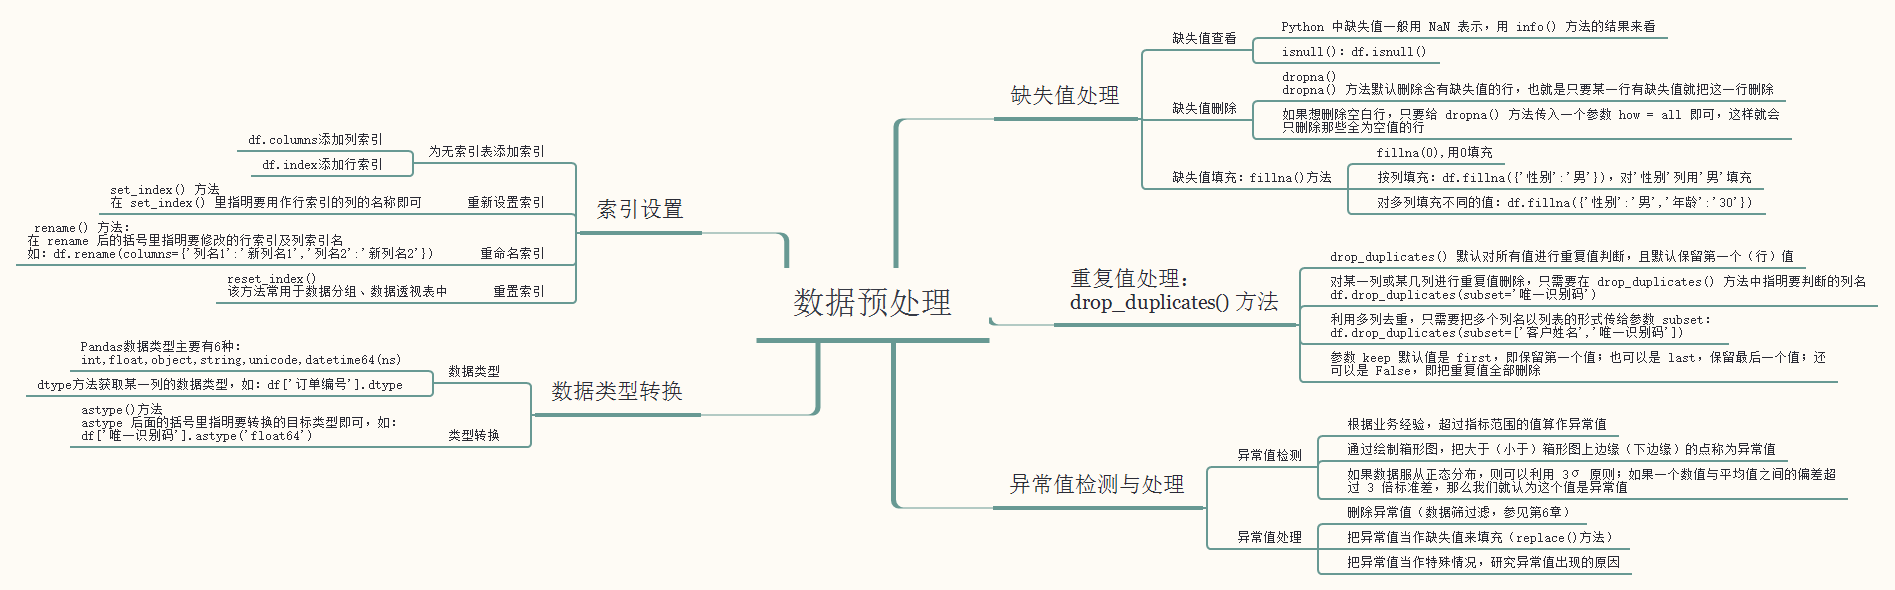 数据预处理
缺失值处理
缺失值查看
Python 中缺失值一般用 NaN 表示，用 info() 方法的结果来看
isnull()：df.isnull()
缺失值删除
dropna()
dropna() 方法默认删除含有缺失值的行，也就是只要某一行有缺失值就把这一行删除
如果想删除空白行，只要给 dropna() 方法传入一个参数 how = all 即可，这样就会
只删除那些全为空值的行
缺失值填充：fillna()方法
fillna(0),用0填充
按列填充：df.fillna({'性别':'男'})，对'性别'列用'男'填充
对多列填充不同的值：df.fillna({'性别':'男','年龄':'30'})
重复值处理：
drop_duplicates() 方法
drop_duplicates() 默认对所有值进行重复值判断，且默认保留第一个（行）值
对某一列或某几列进行重复值删除，只需要在 drop_duplicates() 方法中指明要判断的列名
df.drop_duplicates(subset='唯一识别码')
利用多列去重，只需要把多个列名以列表的形式传给参数 subset：
df.drop_duplicates(subset=['客户姓名','唯一识别码'])
参数 keep 默认值是 first，即保留第一个值；也可以是 last，保留最后一个值；还
可以是 False，即把重复值全部删除
异常值检测与处理
异常值检测
根据业务经验，超过指标范围的值算作异常值
通过绘制箱形图，把大于（小于）箱形图上边缘（下边缘）的点称为异常值
如果数据服从正态分布，则可以利用 3σ 原则；如果一个数值与平均值之间的偏差超
过 3 倍标准差，那么我们就认为这个值是异常值
异常值处理
删除异常值（数据筛过滤，参见第6章）
把异常值当作缺失值来填充（replace()方法）
把异常值当作特殊情况，研究异常值出现的原因
索引设置
为无索引表添加索引
df.columns添加列索引
df.index添加行索引
重新设置索引
set_index() 方法
在 set_index() 里指明要用作行索引的列的名称即可
重命名索引
rename() 方法：
在 rename 后的括号里指明要修改的行索引及列索引名
如：df.rename(columns={'列名1':'新列名1','列名2':'新列名2'})
重置索引
reset_index()
该方法常用于数据分组、数据透视表中
数据类型转换
数据类型
Pandas数据类型主要有6种：
int,float,object,string,unicode,datetime64(ns)
dtype方法获取某一列的数据类型，如：df['订单编号'].dtype
类型转换
astype()方法
astype 后面的括号里指明要转换的目标类型即可，如：
df['唯一识别码'].astype('float64')